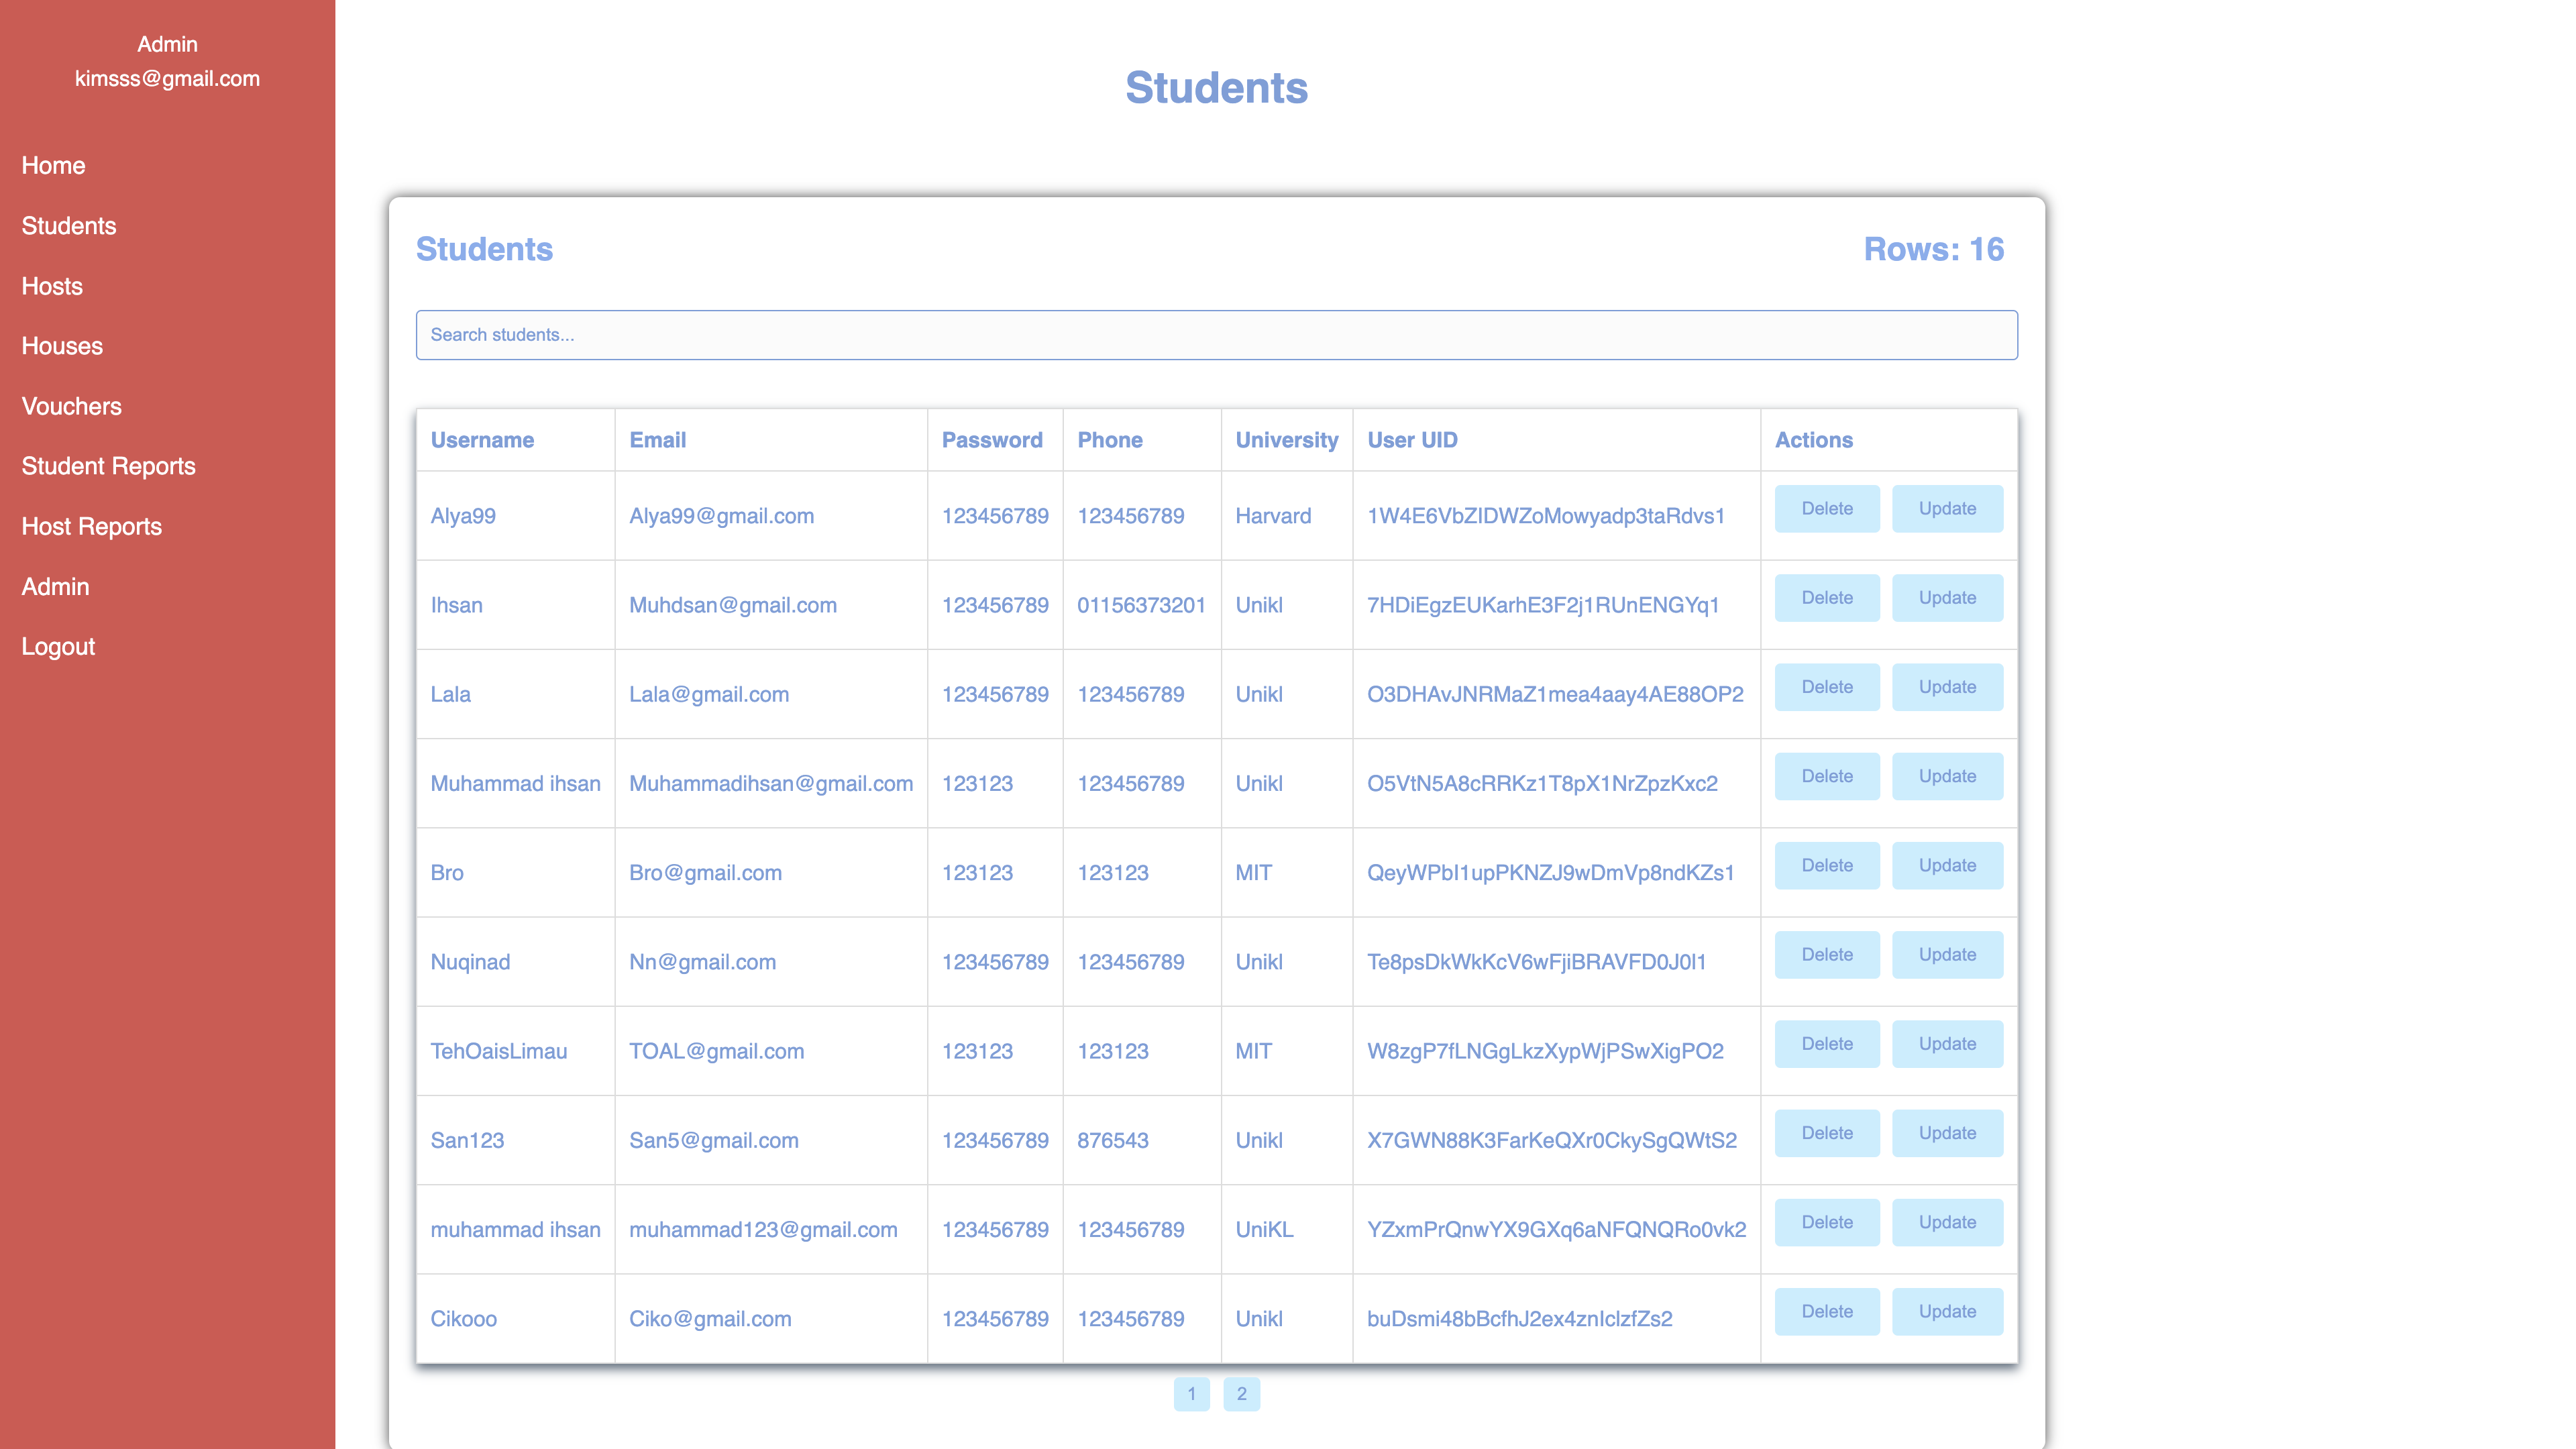 Admin
kimsss@gmail.com
Home
Students
Hosts
Houses
Vouchers
Student Reports
Host Reports
Admin
Logout
Students
Students Rows: 16
Search students...
Username Email Password Phone University User UID Actions
Alya99 Alya99@gmail.com 123456789 123456789 Harvard 1W4E6VbZIDWZoMowyadp3taRdvs1 Delete Update
Ihsan Muhdsan@gmail.com 123456789 01156373201 Unikl 7HDiEgzEUKarhE3F2j1RUnENGYq1 Delete Update
Lala Lala@gmail.com 123456789 123456789 Unikl O3DHAvJNRMaZ1mea4aay4AE88OP2 Delete Update
Muhammad ihsan Muhammadihsan@gmail.com 123123 123456789 Unikl O5VtN5A8cRRKz1T8pX1NrZpzKxc2 Delete Update
Bro Bro@gmail.com 123123 123123 MIT QeyWPbI1upPKNZJ9wDmVp8ndKZs1 Delete Update
Nuqinad Nn@gmail.com 123456789 123456789 Unikl Te8psDkWkKcV6wFjiBRAVFD0J0l1 Delete Update
TehOaisLimau TOAL@gmail.com 123123 123123 MIT W8zgP7fLNGgLkzXypWjPSwXigPO2 Delete Update
San123 San5@gmail.com 123456789 876543 Unikl X7GWN88K3FarKeQXr0CkySgQWtS2 Delete Update
muhammad ihsan muhammad123@gmail.com 123456789 123456789 UniKL YZxmPrQnwYX9GXq6aNFQNQRo0vk2 Delete Update
Cikooo Ciko@gmail.com 123456789 123456789 Unikl buDsmi48bBcfhJ2ex4znIclzfZs2 Delete Update
1 2